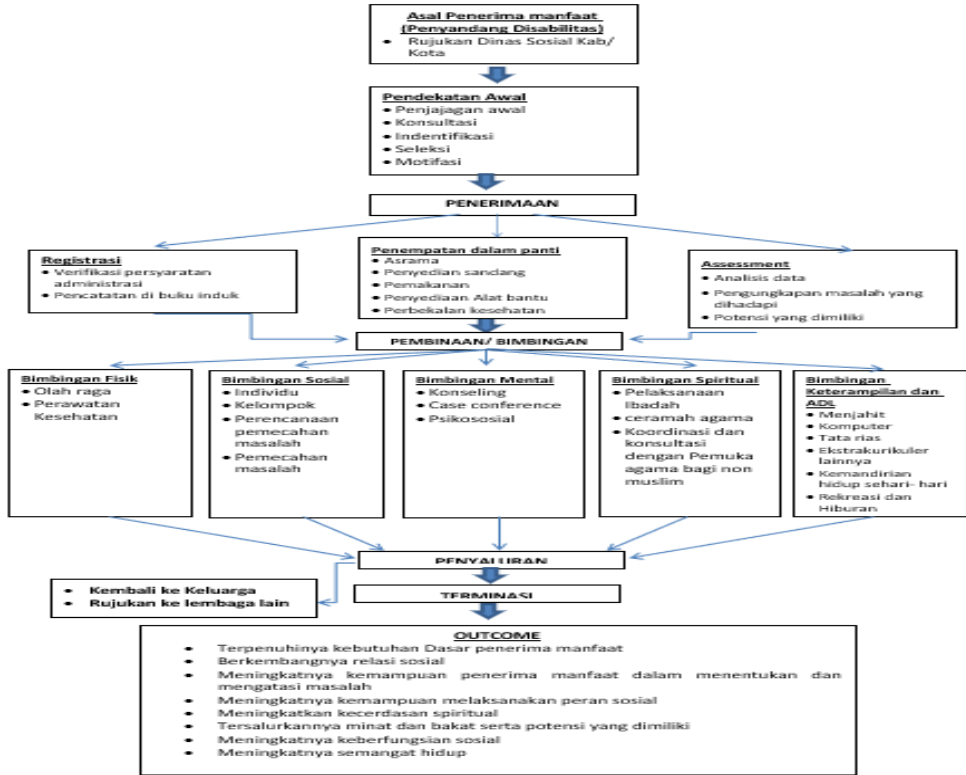 Asal Penerima manfaat
(Penyandang Disabilitas)
• Rujukan Dinas Sosial Kab/
Kota
Pendekatan Awal
• Penjajagan awal
• Konsultasi
• Indentifikasi
• Seleksi
• Motifasi
PENERIMAAN
Registrasi
• Verifikasi persyaratan
administrasi
• Pencatatan di buku induk
Penempatan dalam panti
• Asrama
• Penyedian sandang
• Pemakanan
• Penyediaan Alat bantu
• Perbekalan kesehatan
Assessment
• Analisis data
• Pengungkapan masalah yang
dihadapi
• Potensi yang dimiliki
PEMBINAAN/ BIMBINGAN
Bimbingan Fisik
• Olah raga
• Perawatan
Kesehatan
Bimbingan Sosial
• Individu
• Kelompok
• Perencanaan
pemecahan
masalah
• Pemecahan
masalah
Bimbingan Mental
• Konseling
• Case conference
• Psikososial
Bimbingan Spiritual
• Pelaksanaan
Ibadah
• ceramah agama
• Koordinasi dan
konsultasi
dengan Pemuka
agama bagi non
muslim
Bimbingan
Keterampilan dan
ADL
• Menjahit
• Komputer
• Tata rias
• Ekstrakurikuler
lainnya
• Kemandirian
hidup sehari- hari
• Rekreasi dan
Hiburan
PENYALURAN
• Kembali ke Keluarga
• Rujukan ke lembaga lain
TERMINASI
OUTCOME
• Terpenuhinya kebutuhan Dasar penerima manfaat
• Berkembangnya relasi sosial
• Meningkatnya kemampuan penerima manfaat dalam menentukan dan
mengatasi masalah
• Meningkatnya kemampuan melaksanakan peran sosial
• Meningkatkan kecerdasan spiritual
• Tersalurkannya minat dan bakat serta potensi yang dimiliki
• Meningkatnya keberfungsian sosial
• Meningkatnya semangat hidup